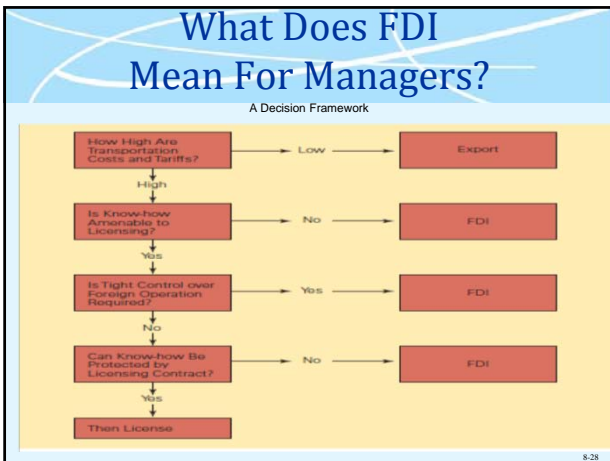 What Does FDI
Mean For Managers?
A Decision Framework
How High Are
Transportation
Costs and Tariffs?
Low
Export
High
Is Know-how
Amenable to
Licensing?
No
FDI
Yes
Is Tight Control over
Foreign Operation
Required?
Yes
FDI
No
Can Know-how Be
Protected by
Licensing Contract?
No
FDI
Yes
Then License
8-28